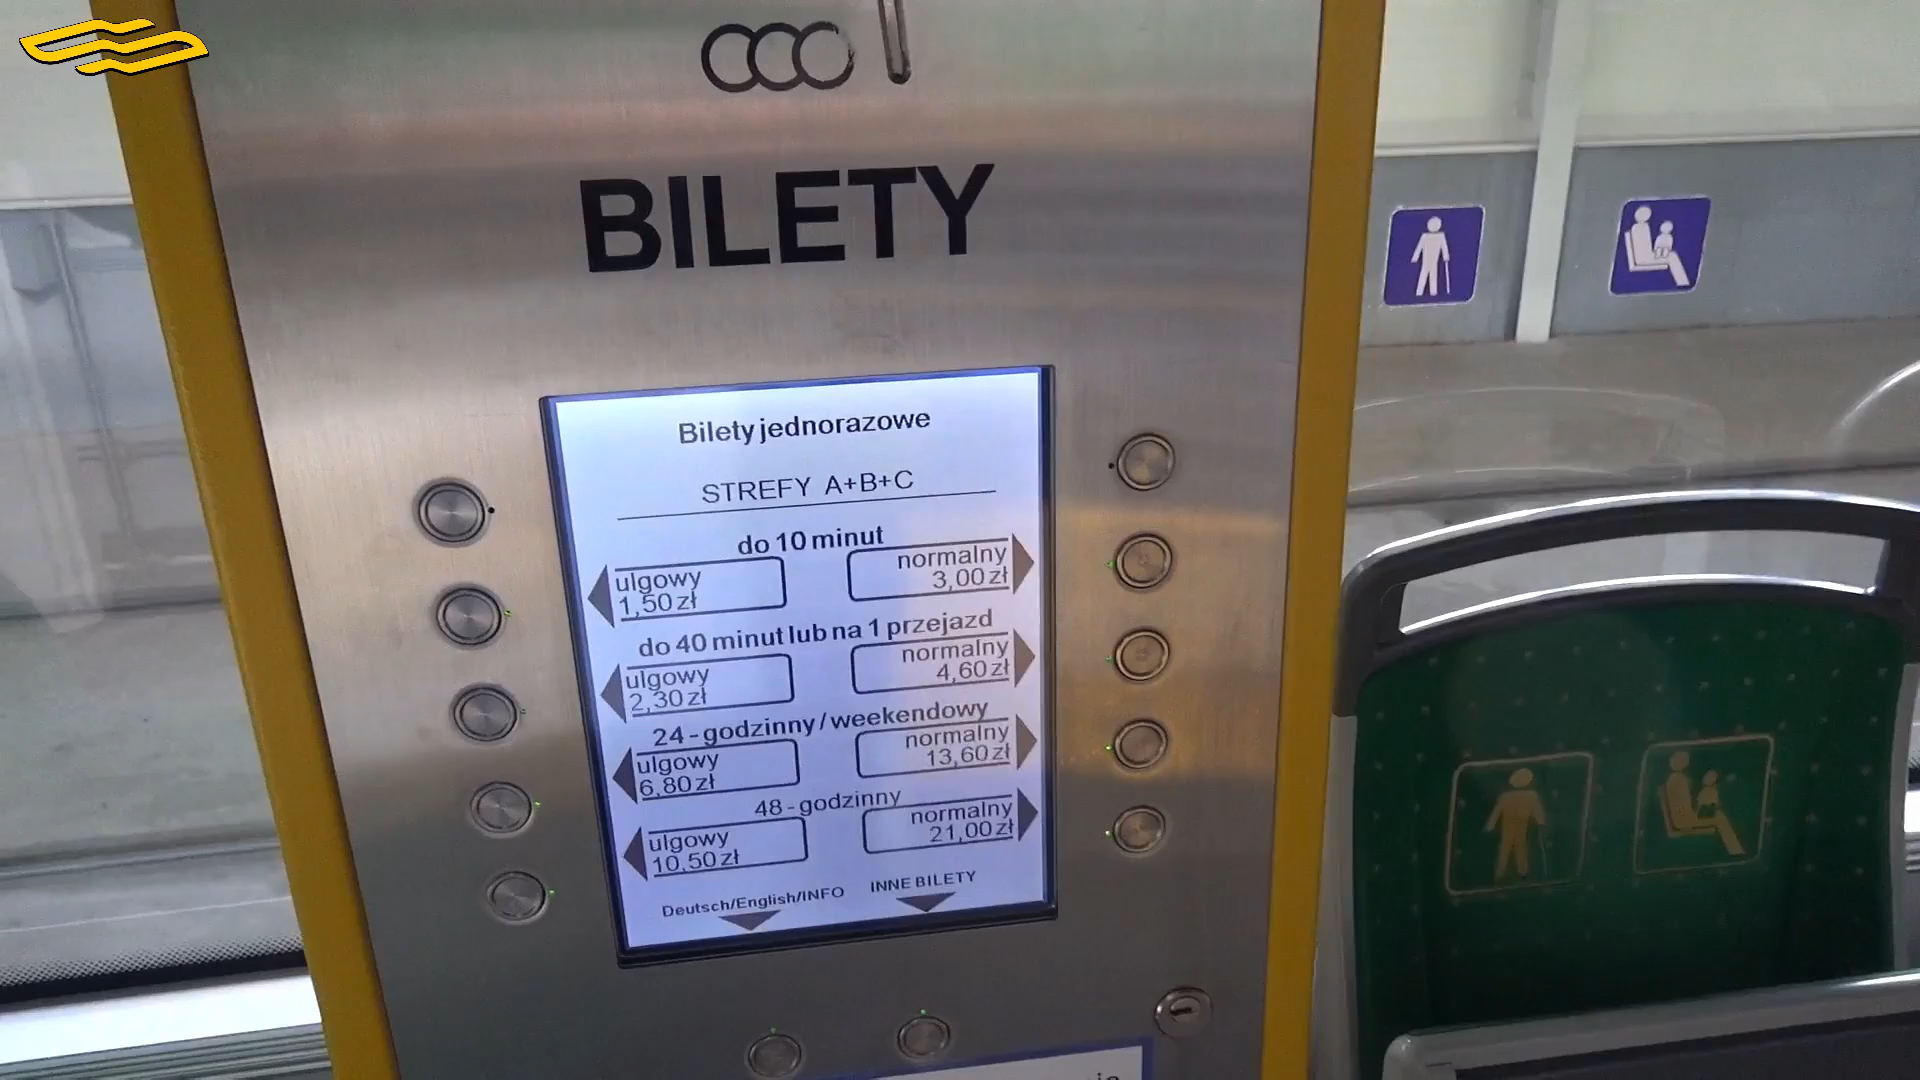 BILETY
Bilety jednorazowe
STREFY A+B+C
do 10 minut
ulgowy
1,50 zł
normalny
3,00 zł
do 40 minut lub na 1 przejazd
ulgowy
2,30 zł
normalny
4,60 zł
24 - godzinny / weekendowy
ulgowy
6,80 zł
normalny
13,60 zł
48 - godzinny
ulgowy
10,50 zł
normalny
21,00 zł
Deutsch/English/INFO
INNE BILETY